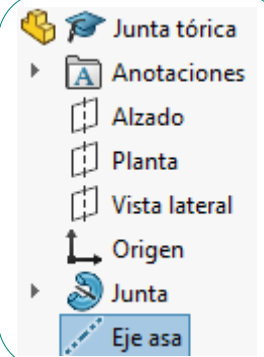 Junta tórica
Anotaciones
Alzado
Planta
Vista lateral
Origen
Junta
Eje asa